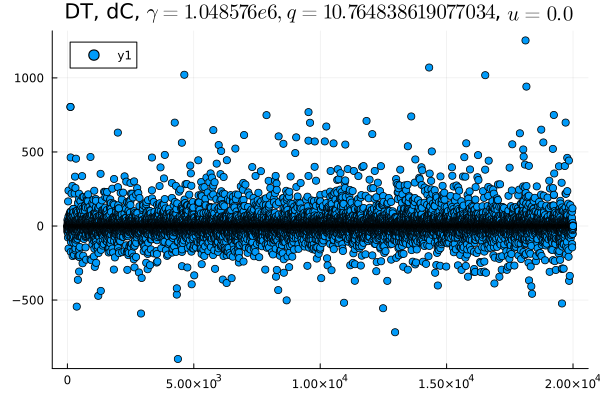 DT, dC, γ = 1.048576e6, q = 10.764838619077034, u = 0.0
y1
1000
500
0
−500
0 5.00×10³ 1.00×10⁴ 1.50×10⁴ 2.00×10⁴